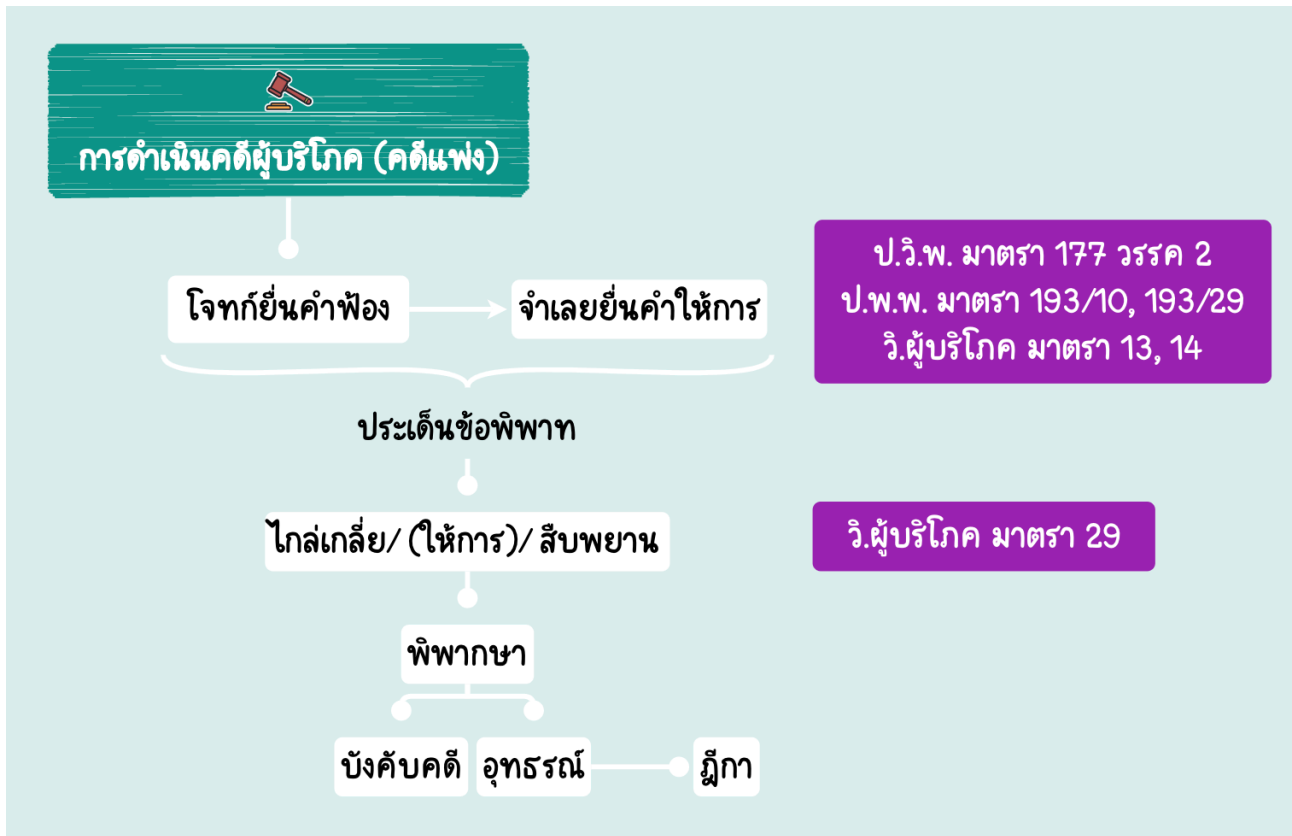 การดำเนินคดีผู้บริโภค (คดีแพ่ง)
โจทก์ยื่นคำฟ้อง
จำเลยยื่นคำให้การ
ป.วิ.พ. มาตรา 177 วรรค 2
ป.พ.พ. มาตรา 193/10, 193/29
วิ.ผู้บริโภค มาตรา 13, 14
ประเด็นข้อพิพาท
ไกล่เกลี่ย/ (ให้การ)/ สืบพยาน
วิ.ผู้บริโภค มาตรา 29
พิพากษา
บังคับคดี
อุทธรณ์
ฎีกา